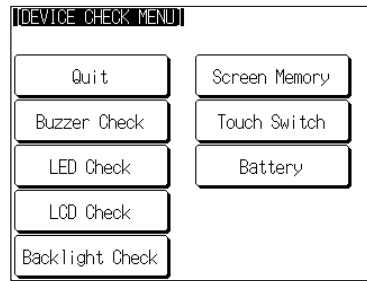 [DEVICE CHECK MENU]
Quit
Screen Memory
Buzzer Check
Touch Switch
LED Check
Battery
LCD Check
Backlight Check